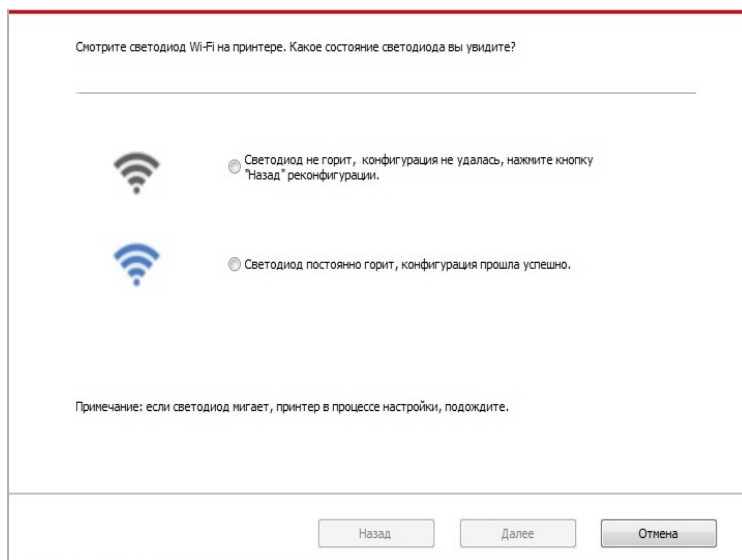 Смотрите светодиод Wi-Fi на принтере. Какое состояние светодиода вы увидите?
Светодиод не горит, конфигурация не удалась, нажмите кнопку
"Назад" реконфигурации.
Светодиод постоянно горит, конфигурация прошла успешно.
Примечание: если светодиод мигает, принтер в процессе настройки, подождите.
Назад
Далее
Отмена